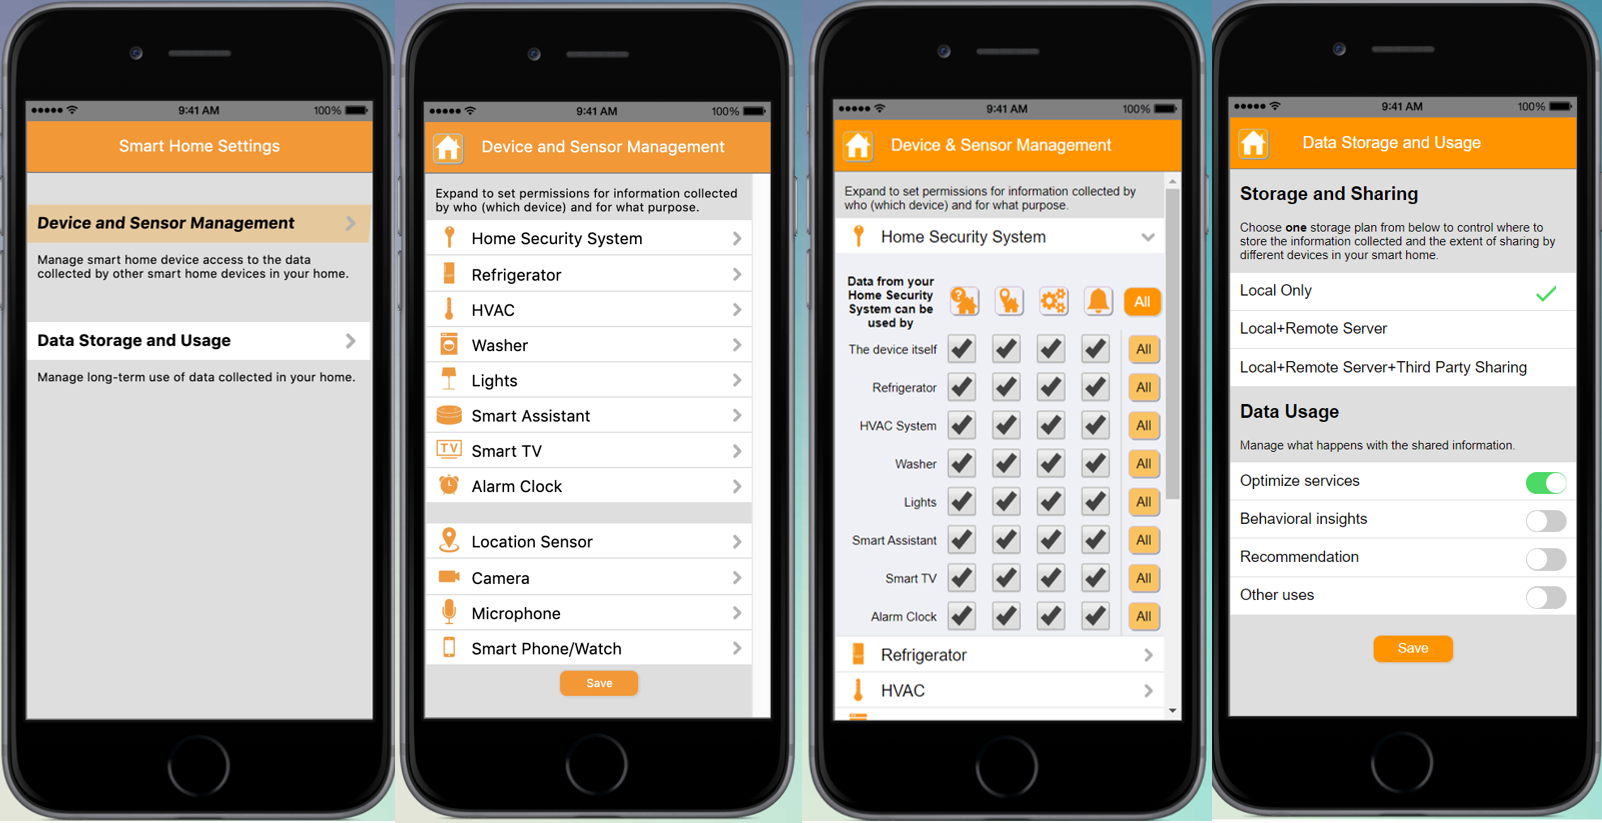 9:41 AM
100%
Smart Home Settings
Device and Sensor Management
Manage smart home device access to the data
collected by other smart home devices in your home.
Data Storage and Usage
Manage long-term use of data collected in your home.
9:41 AM
100%
Device and Sensor Management
Expand to set permissions for information collected
by who (which device) and for what purpose.
Home Security System
Refrigerator
HVAC
Washer
Lights
Smart Assistant
TV
Smart TV
Alarm Clock
Location Sensor
Camera
Microphone
Smart Phone/Watch
Save
9:41 AM
100%
Device & Sensor Management
Expand to set permissions for information collected by
who (which device) and for what purpose.
Home Security System
Data from your
Home Security
System can be
used by
?
All
The device itself
All
Refrigerator
All
HVAC System
All
Washer
All
Lights
All
Smart Assistant
All
Smart TV
All
Alarm Clock
All
Refrigerator
HVAC
9:41 AM
100%
Data Storage and Usage
Storage and Sharing
Choose one storage plan from below to control where to
store the information collected and the extent of sharing by
different devices in your smart home.
Local Only
Local+Remote Server
Local+Remote Server+Third Party Sharing
Data Usage
Manage what happens with the shared information.
Optimize services
Behavioral insights
Recommendation
Other uses
Save